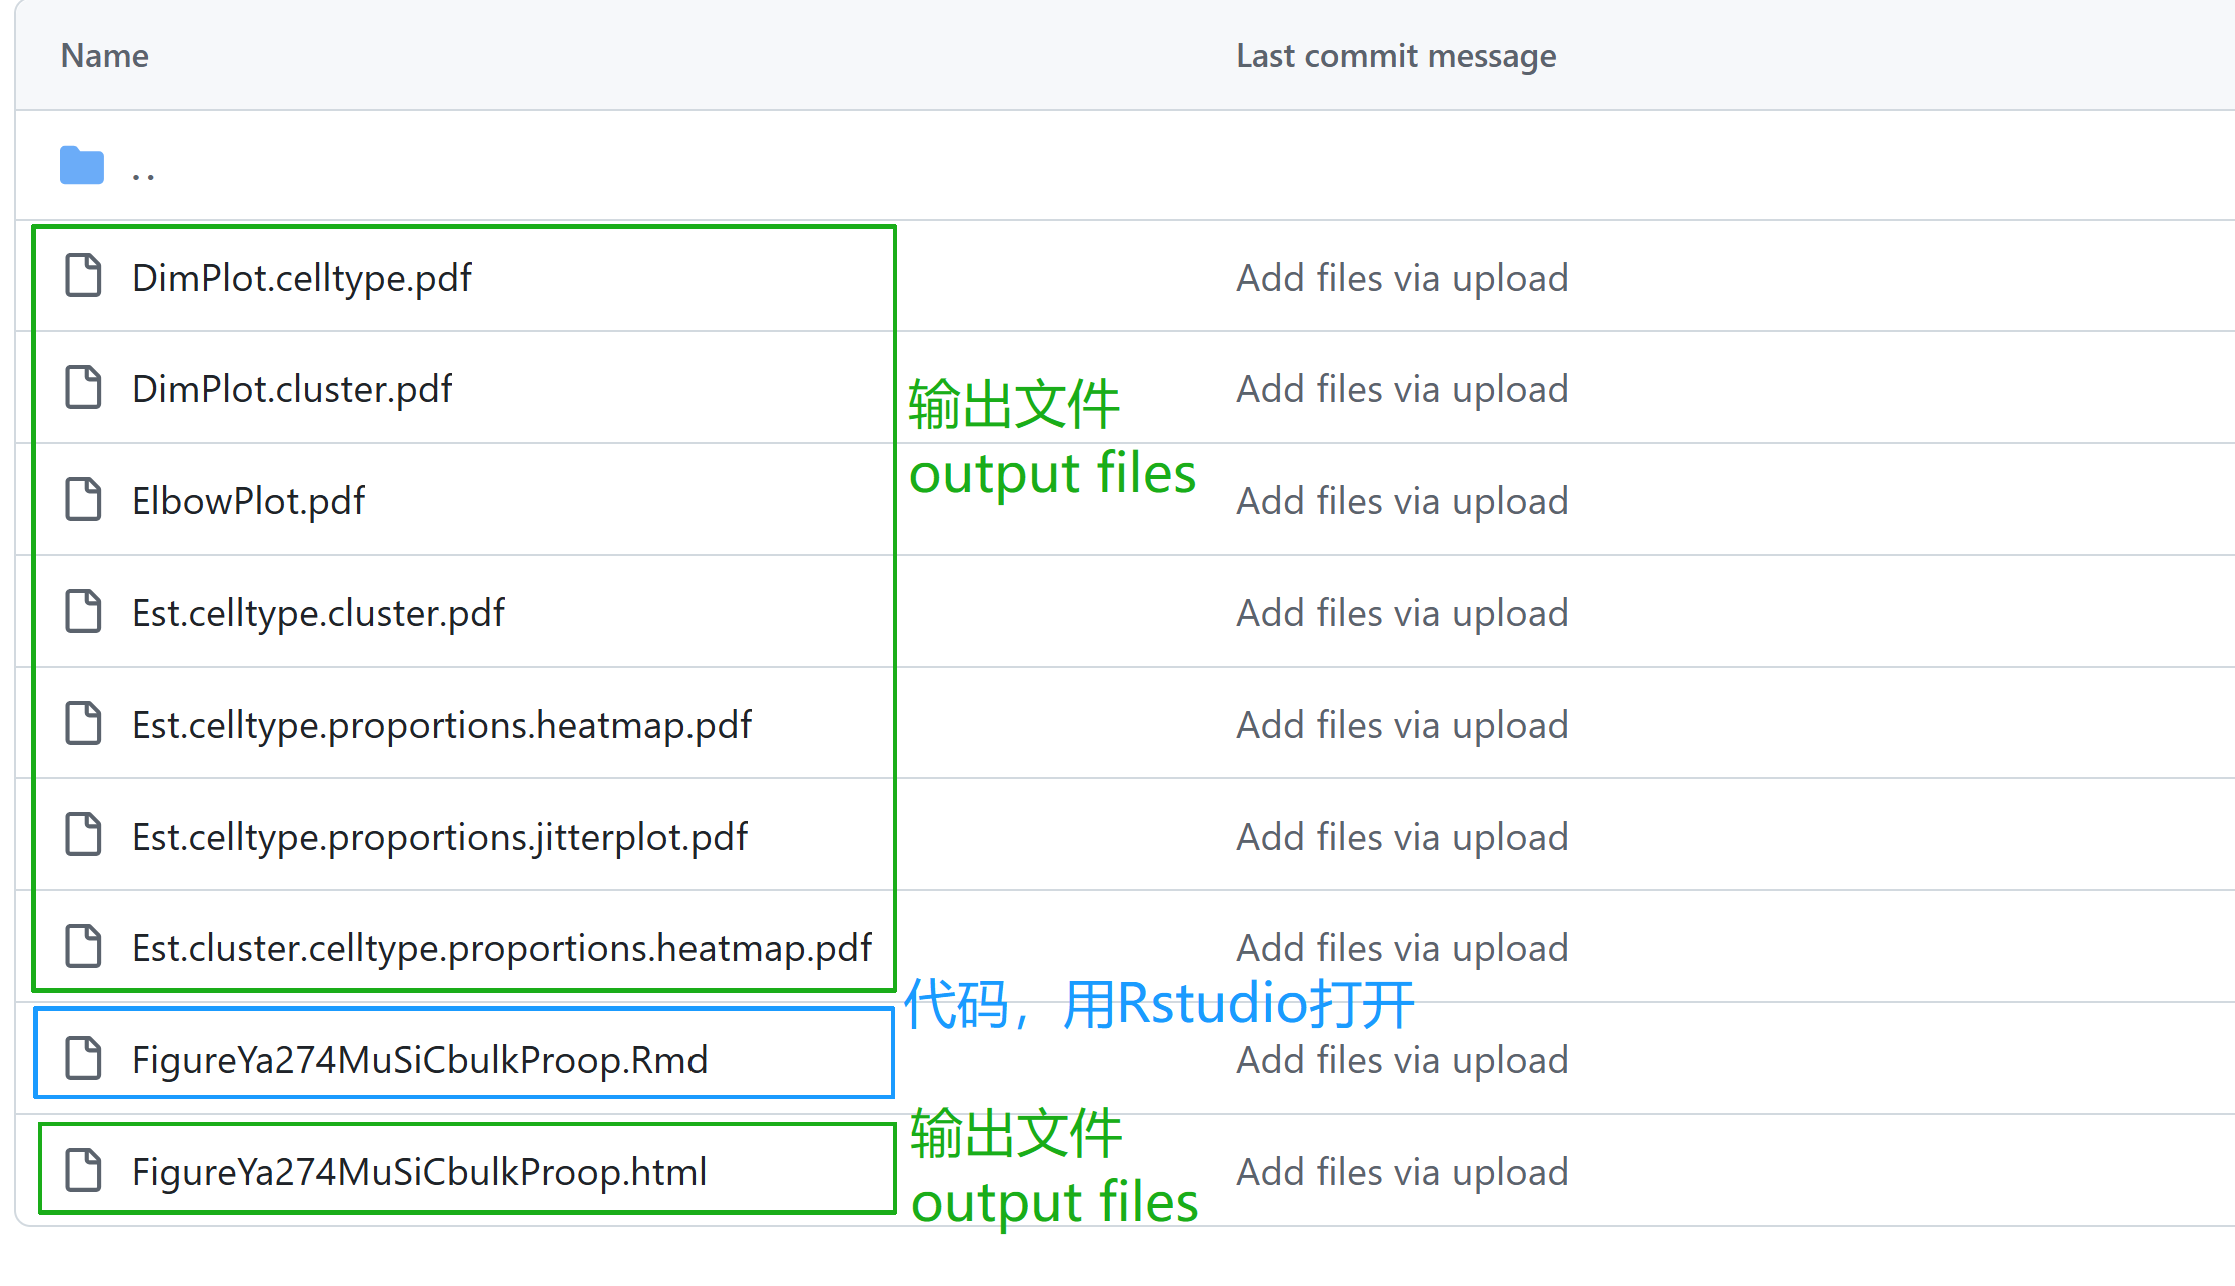 Name
Last commit message
..
DimPlot.celltype.pdf
Add files via upload
DimPlot.cluster.pdf
输出文件
Add files via upload
output files
ElbowPlot.pdf
Add files via upload
Est.celltype.cluster.pdf
Add files via upload
Est.celltype.proportions.heatmap.pdf
Add files via upload
Est.celltype.proportions.jitterplot.pdf
Add files via upload
Est.cluster.celltype.proportions.heatmap.pdf
Add files via upload
代码，用Rstudio打开
FigureYa274MuSiCbulkProop.Rmd
Add files via upload
输出文件
FigureYa274MuSiCbulkProop.html
Add files via upload
output files